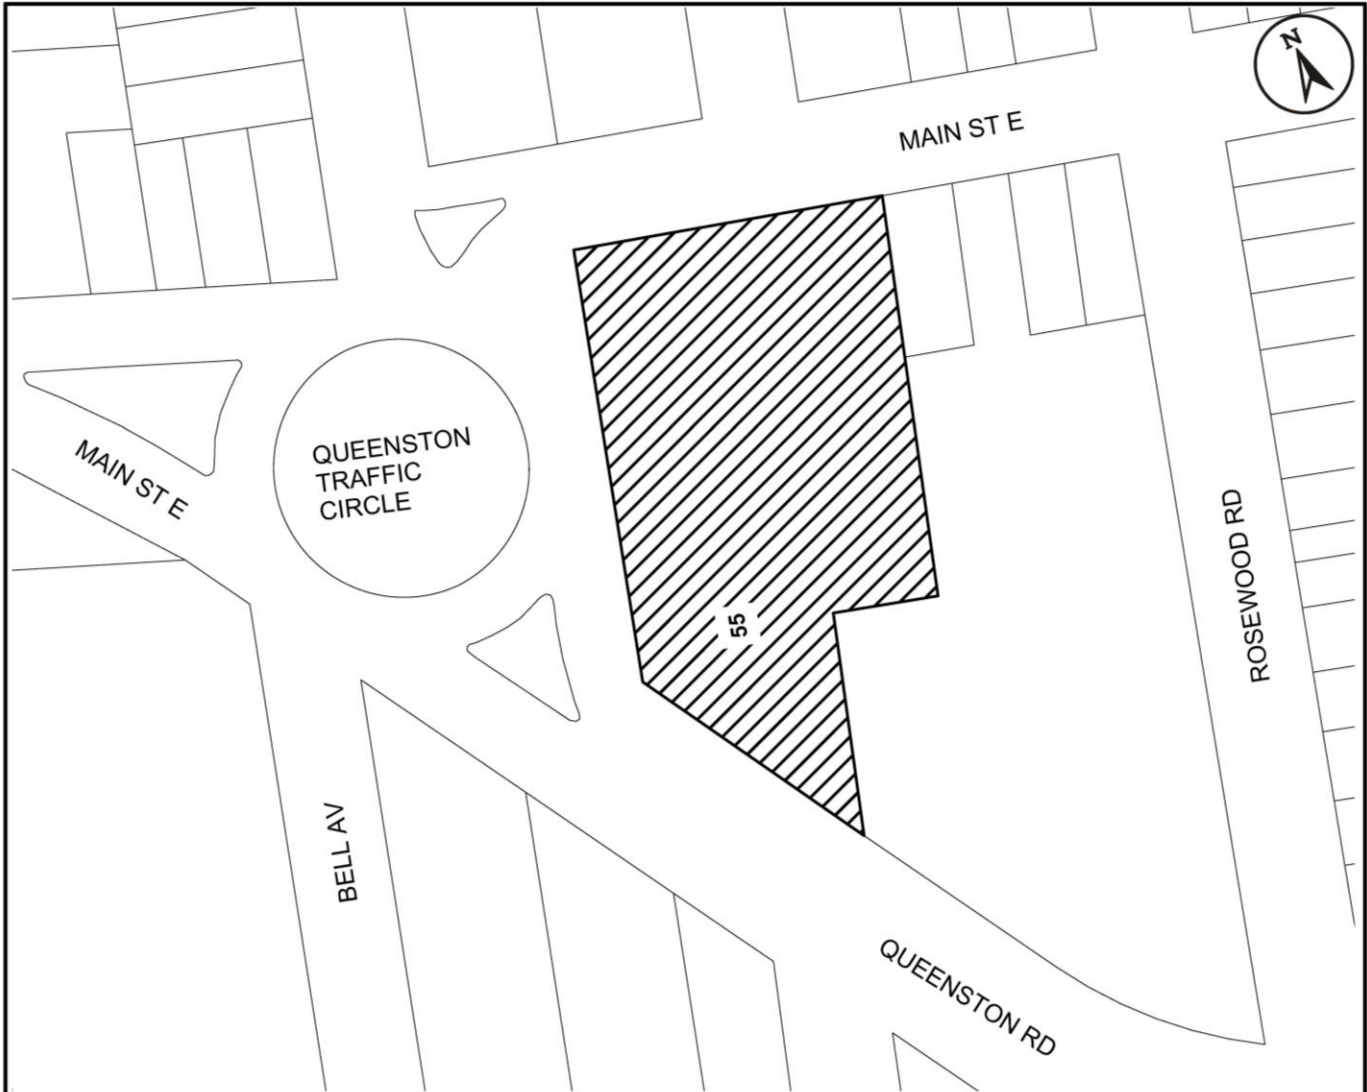 N
MAIN ST E
QUEENSTON
TRAFFIC
CIRCLE
MAIN ST E
55
ROSEWOOD RD
BELL AV
QUEENSTON RD